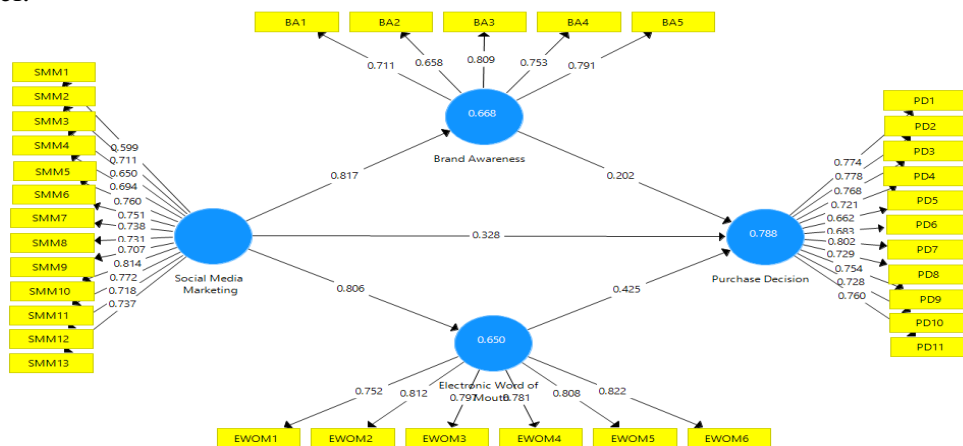 BA1
BA2
BA3
BA4
BA5
0.711
0.658
0.809
0.753
0.791
SMM1
SMM2
SMM3
SMM4
SMM5
SMM6
SMM7
SMM8
SMM9
SMM10
SMM11
SMM12
SMM13
0.599
0.711
0.650
0.694
0.760
0.751
0.738
0.731
0.707
0.814
0.772
0.718
0.737
Social Media
Marketing
0.668
Brand Awareness
0.817
0.202
0.328
0.806
0.425
0.788
Purchase Decision
PD1
PD2
PD3
PD4
PD5
PD6
PD7
PD8
PD9
PD10
PD11
0.774
0.778
0.768
0.721
0.662
0.683
0.802
0.729
0.754
0.728
0.760
0.650
Electronic Word of
Mouth
0.752
0.812
0.797
0.781
0.808
0.822
EWOM1
EWOM2
EWOM3
EWOM4
EWOM5
EWOM6